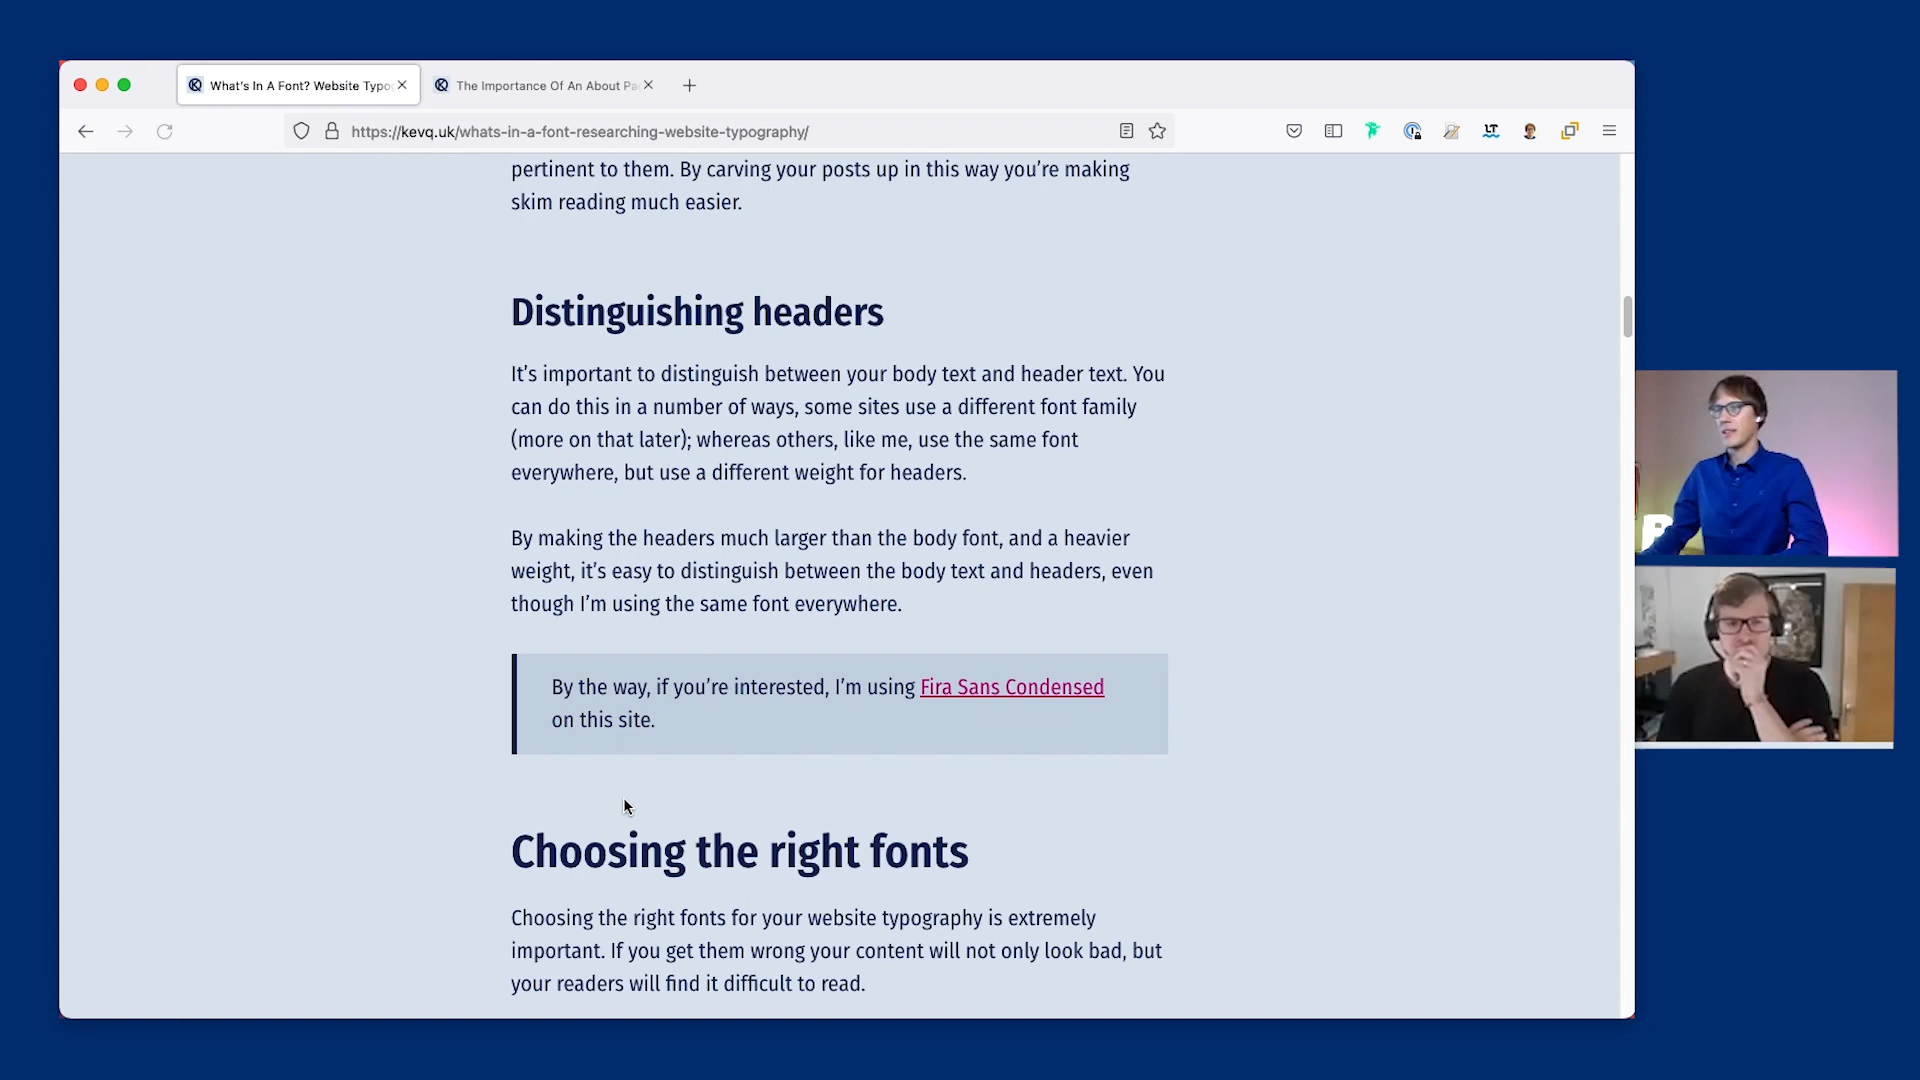 What's In A Font? Website Typo
The Importance Of An About Pa
https://kevq.uk/whats-in-a-font-researching-website-typography/
LT
pertinent to them. By carving your posts up in this way you're making
skim reading much easier.
Distinguishing headers
It's important to distinguish between your body text and header text. You
can do this in a number of ways, some sites use a different font family
(more on that later); whereas others, like me, use the same font
everywhere, but use a different weight for headers.
By making the headers much larger than the body font, and a heavier
weight, it's easy to distinguish between the body text and headers, even
though I'm using the same font everywhere.
By the way, if you're interested, I'm using Fira Sans Condensed
on this site.
Choosing the right fonts
Choosing the right fonts for your website typography is extremely
important. If you get them wrong your content will not only look bad, but
your readers will find it difficult to read.